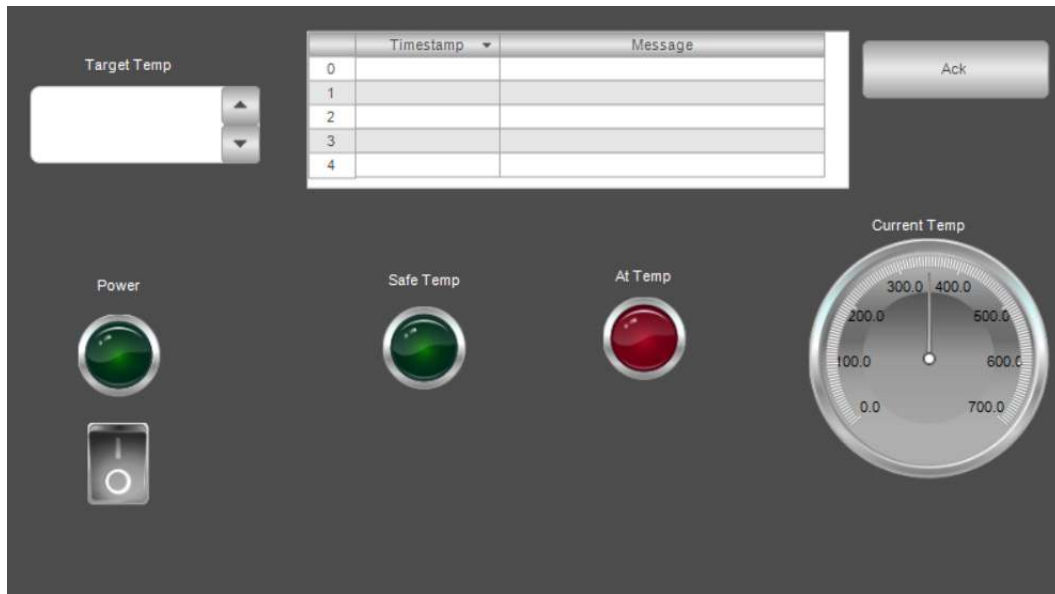 Target Temp
Timestamp Message
0
1
2
3
4
Ack
Current Temp
300.0 400.0
200.0 500.0
100.0 600.0
0.0 700.0
Power
Safe Temp
At Temp